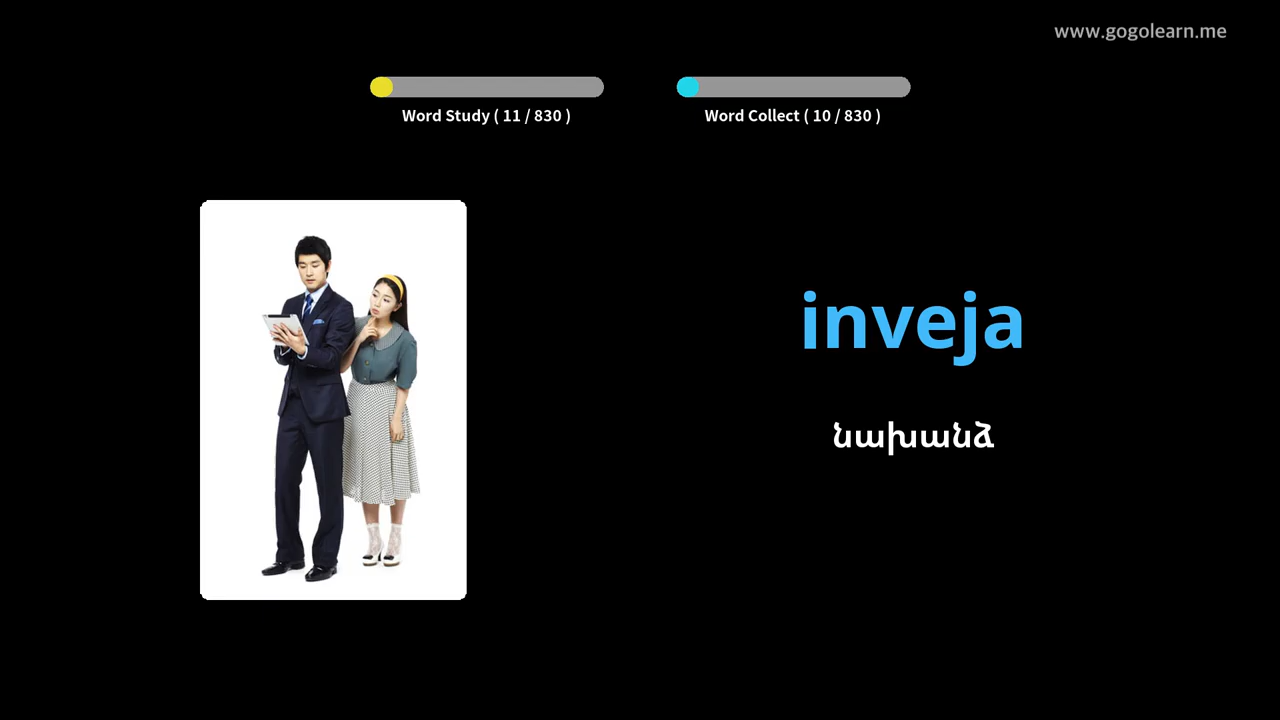 www.gogolearn.me
Word Study ( 11 / 830 )
Word Collect ( 10 / 830 )
inveja
նախանձ